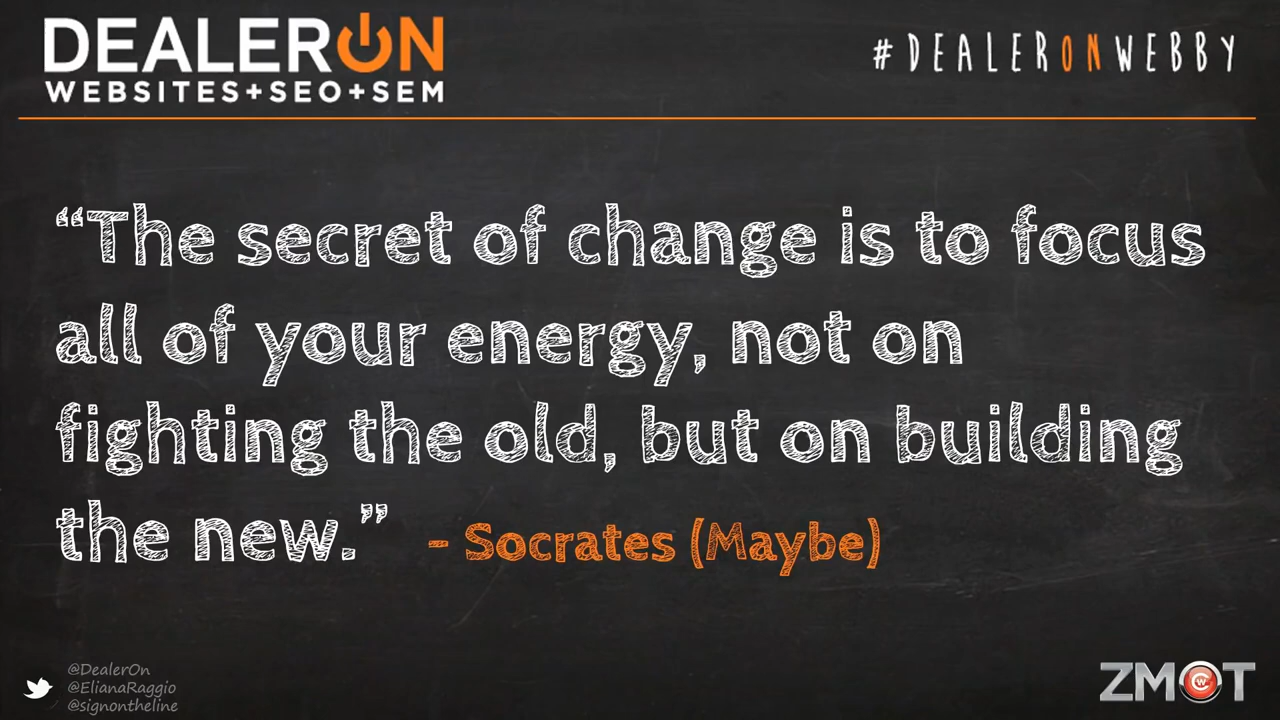 DEALERON
WEBSITES+SEO+SEM
#DEALERONWEBBY
“The secret of change is to focus
all of your energy, not on
fighting the old, but on building
the new.” - Socrates (Maybe)
@DealerOn
@ElianaRaggio
@signontheline
ZMOT